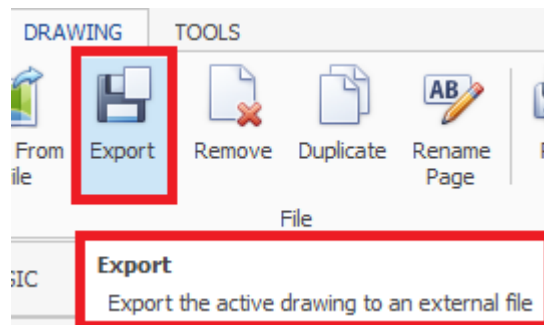 DRAWING TOOLS
From Export Remove Duplicate Rename
ile Page
File
SIC
Export
Export the active drawing to an external file